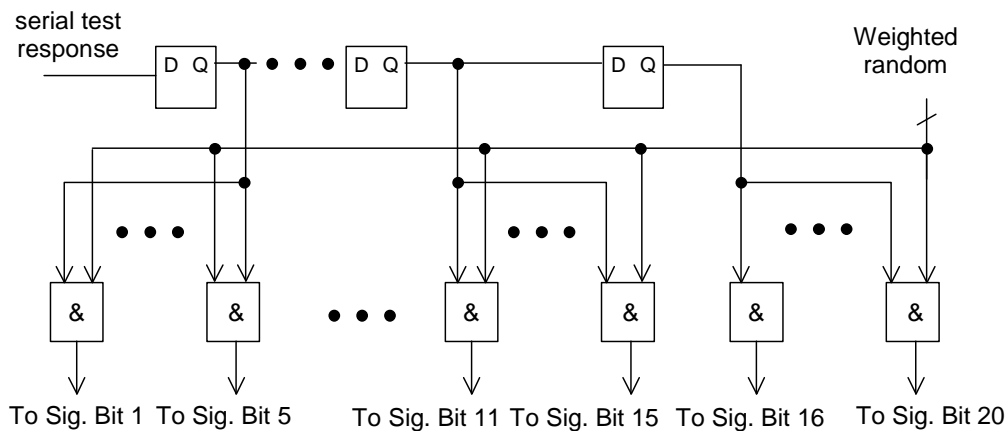 serial test
response
Weighted
random
D Q
D Q
D Q
& & & & & &
To Sig. Bit 1 To Sig. Bit 5 To Sig. Bit 11 To Sig. Bit 15 To Sig. Bit 16 To Sig. Bit 20